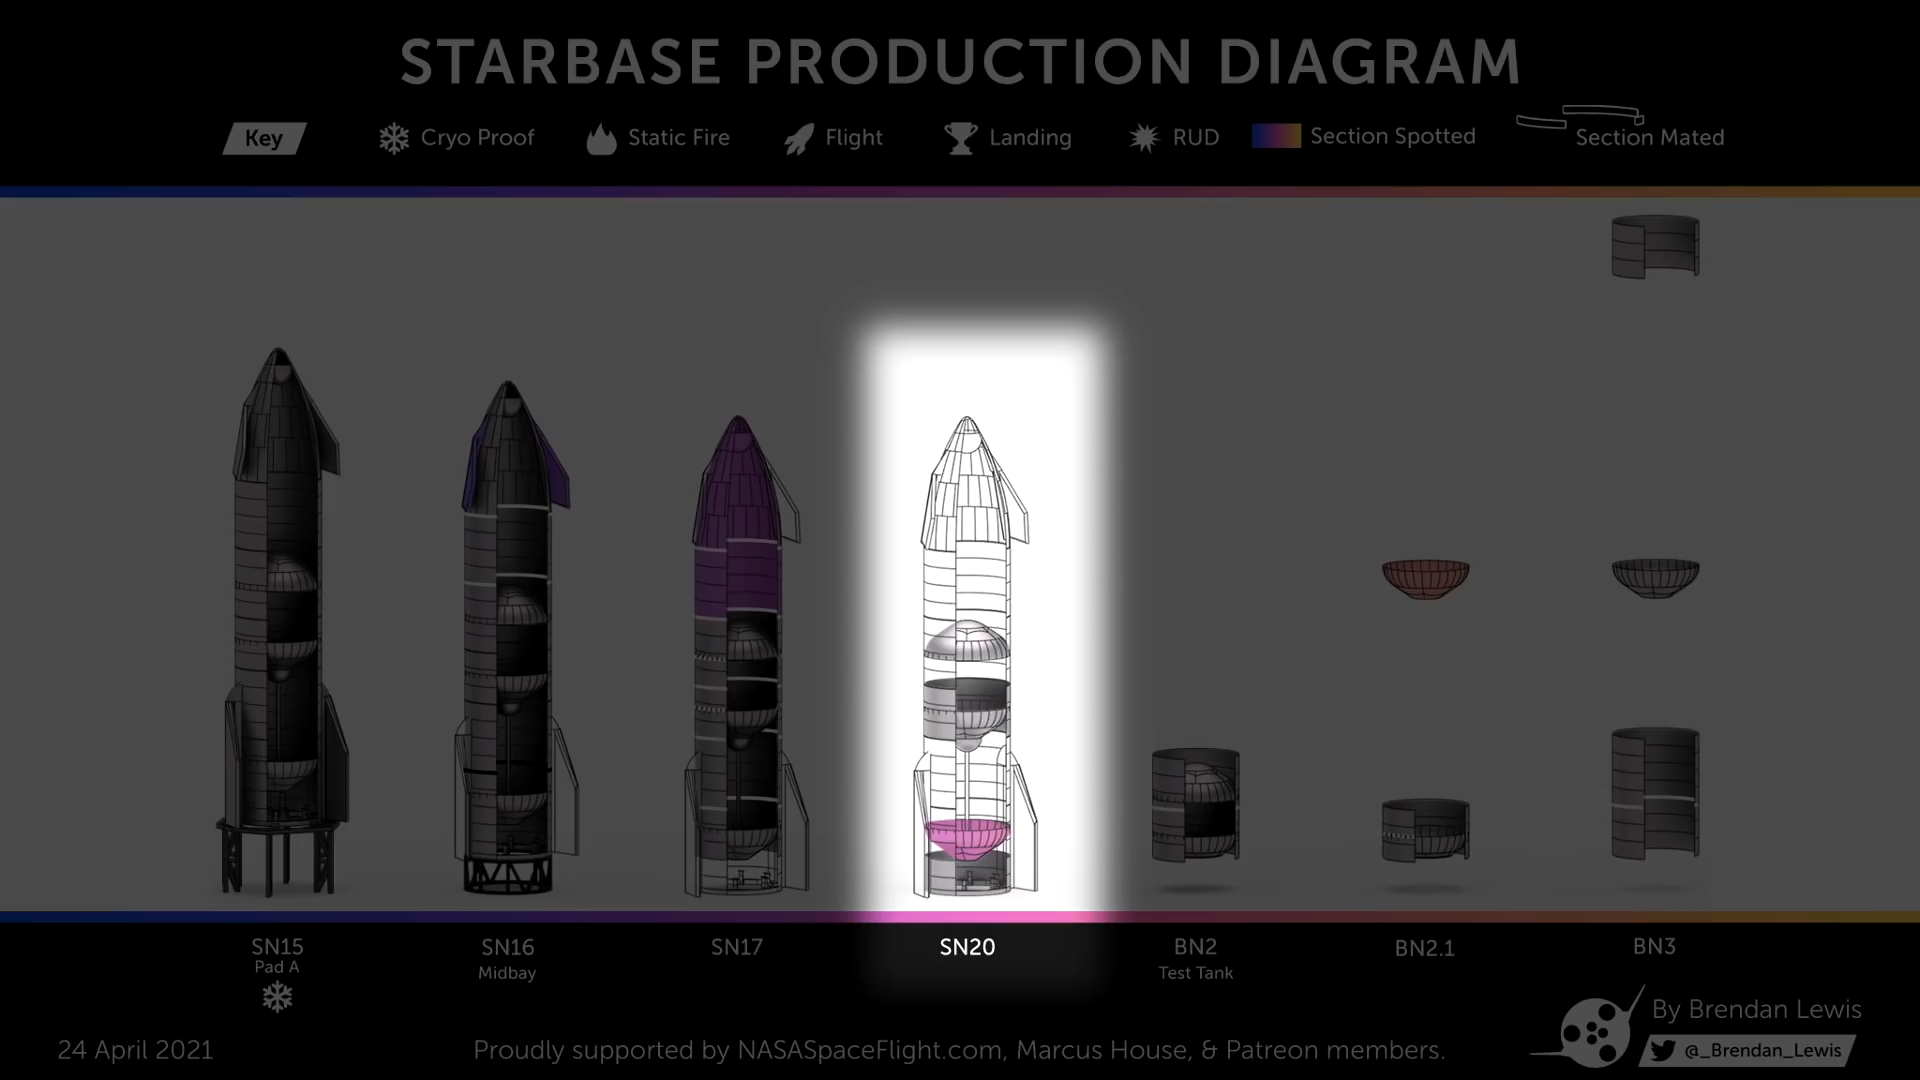 STARBASE PRODUCTION DIAGRAM
Key
Cryo Proof
Static Fire
Flight
Landing
RUD
Section Spotted
Section Mated
SN15
Pad A
SN16
Midbay
SN17
SN20
BN2
Test Tank
BN2.1
BN3
By Brendan Lewis
@_Brendan_Lewis
24 April 2021
Proudly supported by NASASpaceFlight.com, Marcus House, & Patreon members.